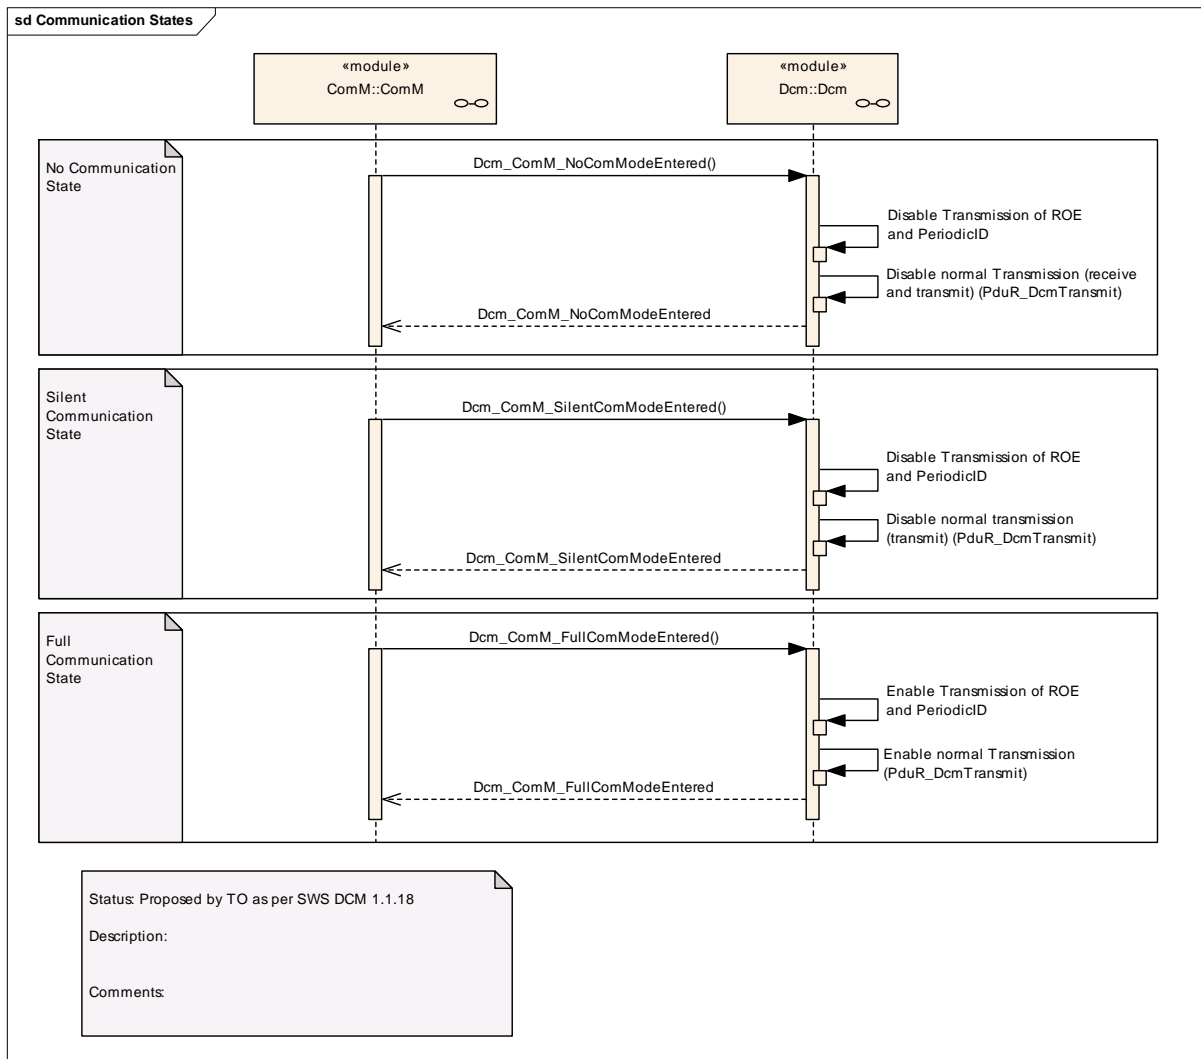 sd Communication States
«module»
ComM::ComM
«module»
Dcm::Dcm
No Communication
State
Dcm_ComM_NoComModeEntered()
Disable Transmission of ROE
and PeriodicID
Disable normal Transmission (receive
and transmit) (PduR_DcmTransmit)
Dcm_ComM_NoComModeEntered
Silent
Communication
State
Dcm_ComM_SilentComModeEntered()
Disable Transmission of ROE
and PeriodicID
Disable normal transmission
(transmit) (PduR_DcmTransmit)
Dcm_ComM_SilentComModeEntered
Full
Communication
State
Dcm_ComM_FullComModeEntered()
Enable Transmission of ROE
and PeriodicID
Enable normal Transmission
(PduR_DcmTransmit)
Dcm_ComM_FullComModeEntered
Status: Proposed by TO as per SWS DCM 1.1.18
Description:
Comments: